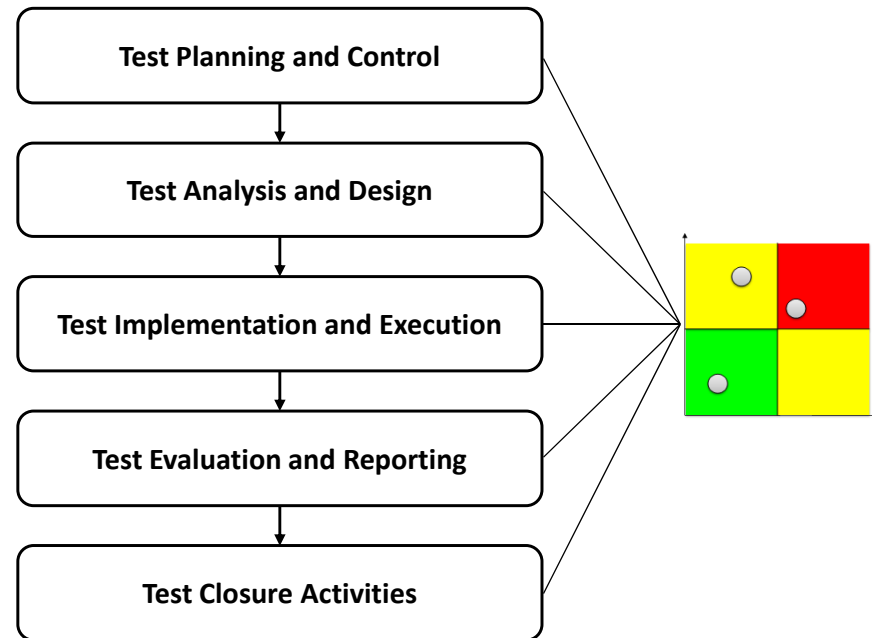 Test Planning and Control
Test Analysis and Design
Test Implementation and Execution
Test Evaluation and Reporting
Test Closure Activities